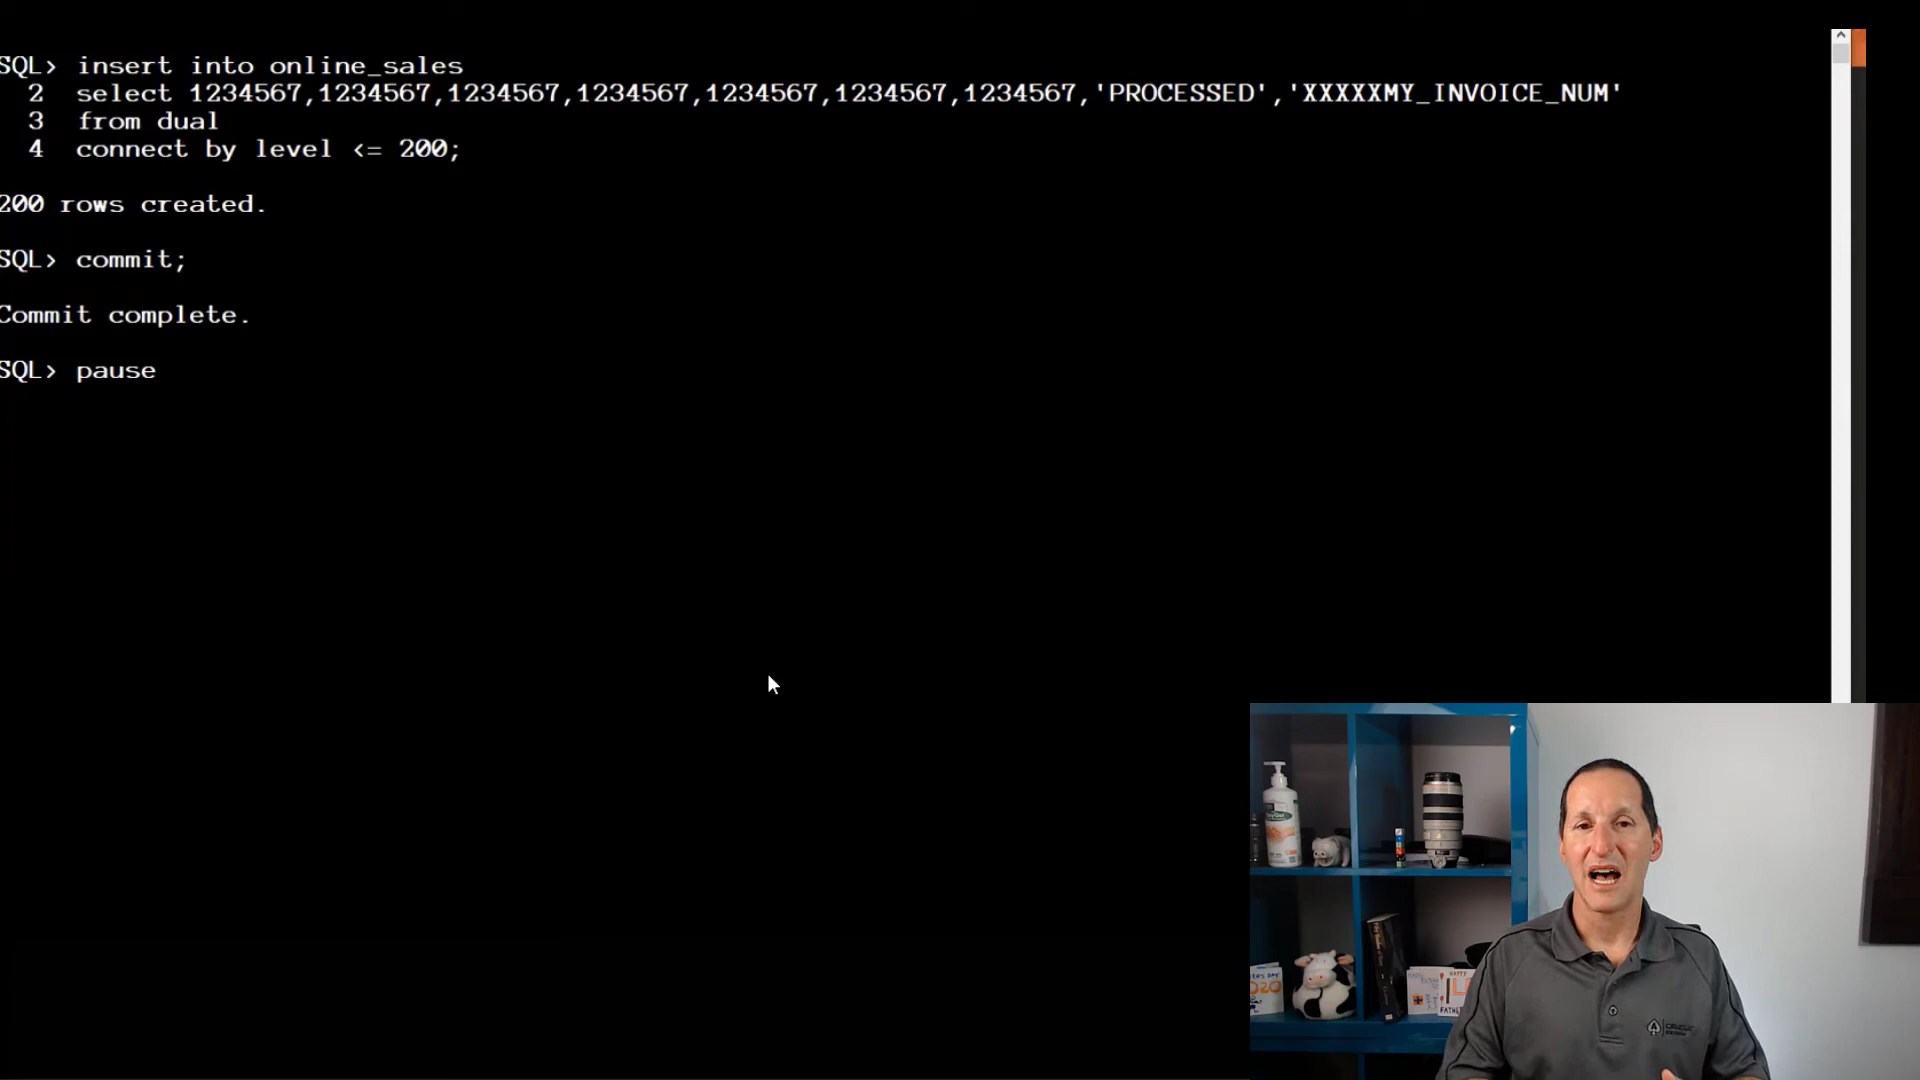 SQL> insert into online_sales
2 select 1234567,1234567,1234567,1234567,1234567,1234567,1234567,'PROCESSED','XXXXXMY_INVOICE_NUM'
3 from dual
4 connect by level <= 200;
200 rows created.
SQL> commit;
Commit complete.
SQL> pause